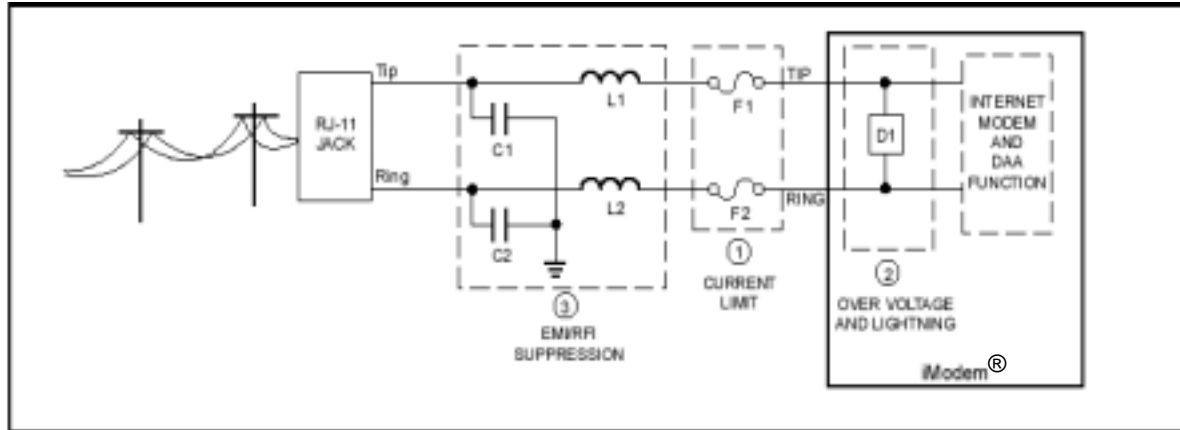 Tip
RJ-11
JACK
Ring
C1
C2
L1
L2
③
EMI/RFI
SUPPRESSION
F1
F2
①
CURRENT
LIMIT
TIP
RING
D1
②
OVER VOLTAGE
AND LIGHTNING
INTERNET
MODEM
AND
DAA
FUNCTION
iModem®